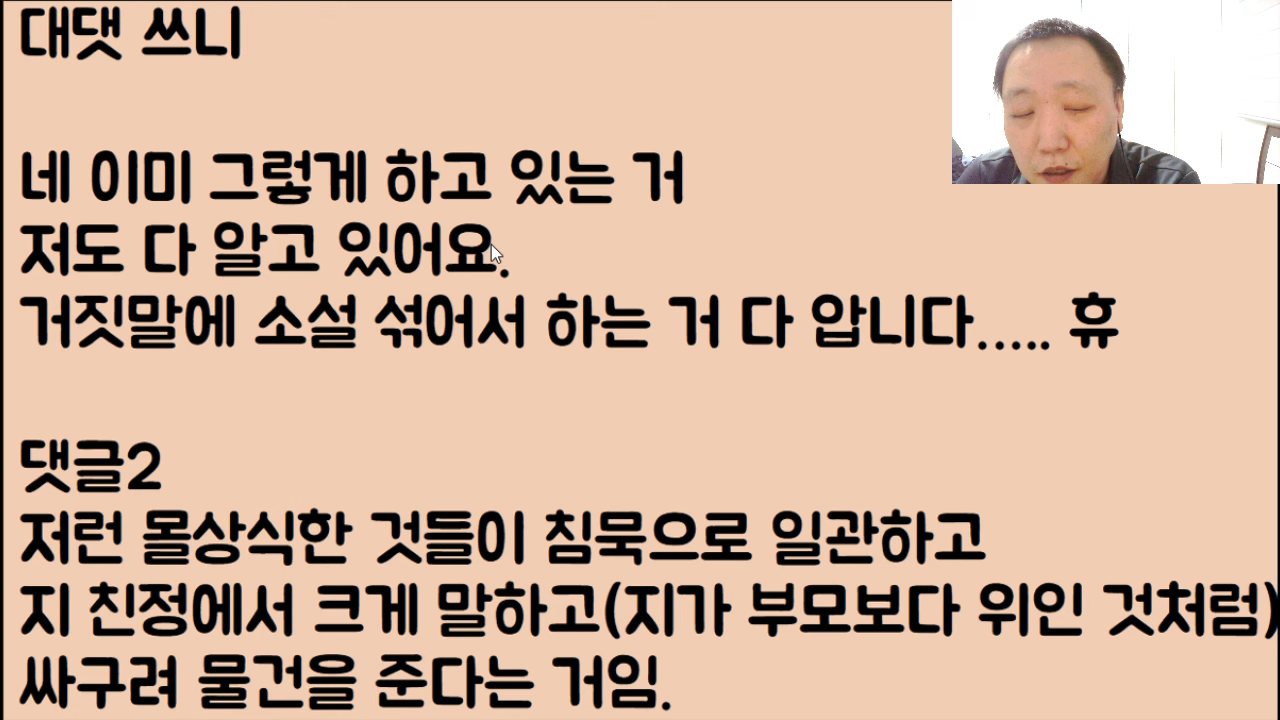 대댓 쓰니
네 이미 그렇게 하고 있는 거
저도 다 알고 있어요.
거짓말에 소설 섞어서 하는 거 다 압니다..... 휴
댓글2
저런 몰상식한 것들이 침묵으로 일관하고
지 친정에서 크게 말하고(지가 부모보다 위인 것처럼)
싸구려 물건을 준다는 거임.